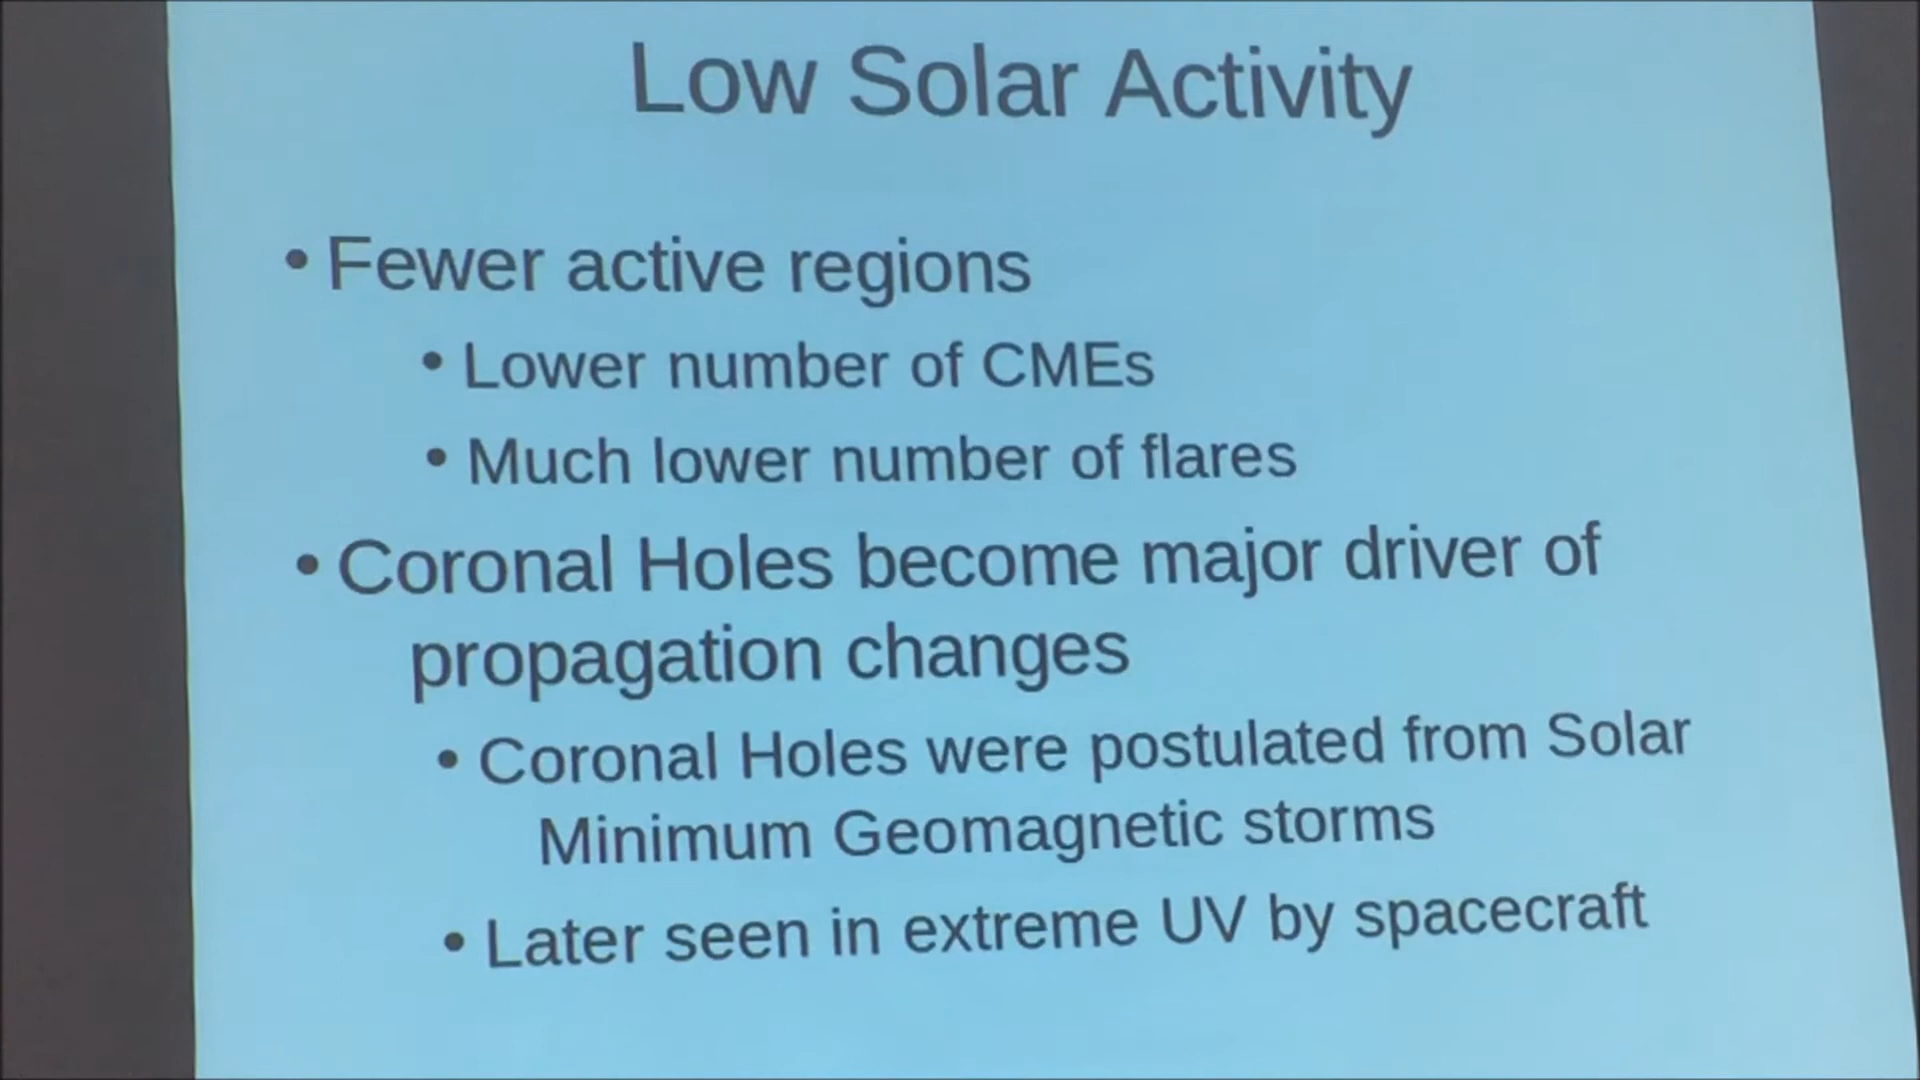 Low Solar Activity
• Fewer active regions
• Lower number of CMEs
• Much lower number of flares
• Coronal Holes become major driver of
propagation changes
• Coronal Holes were postulated from Solar
Minimum Geomagnetic storms
• Later seen in extreme UV by spacecraft